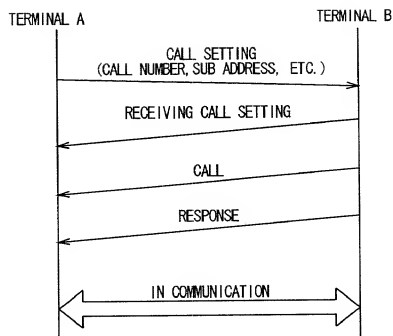 TERMINAL A
TERMINAL B
CALL SETTING
(CALL NUMBER, SUB ADDRESS, ETC.)
RECEIVING CALL SETTING
CALL
RESPONSE
IN COMMUNICATION